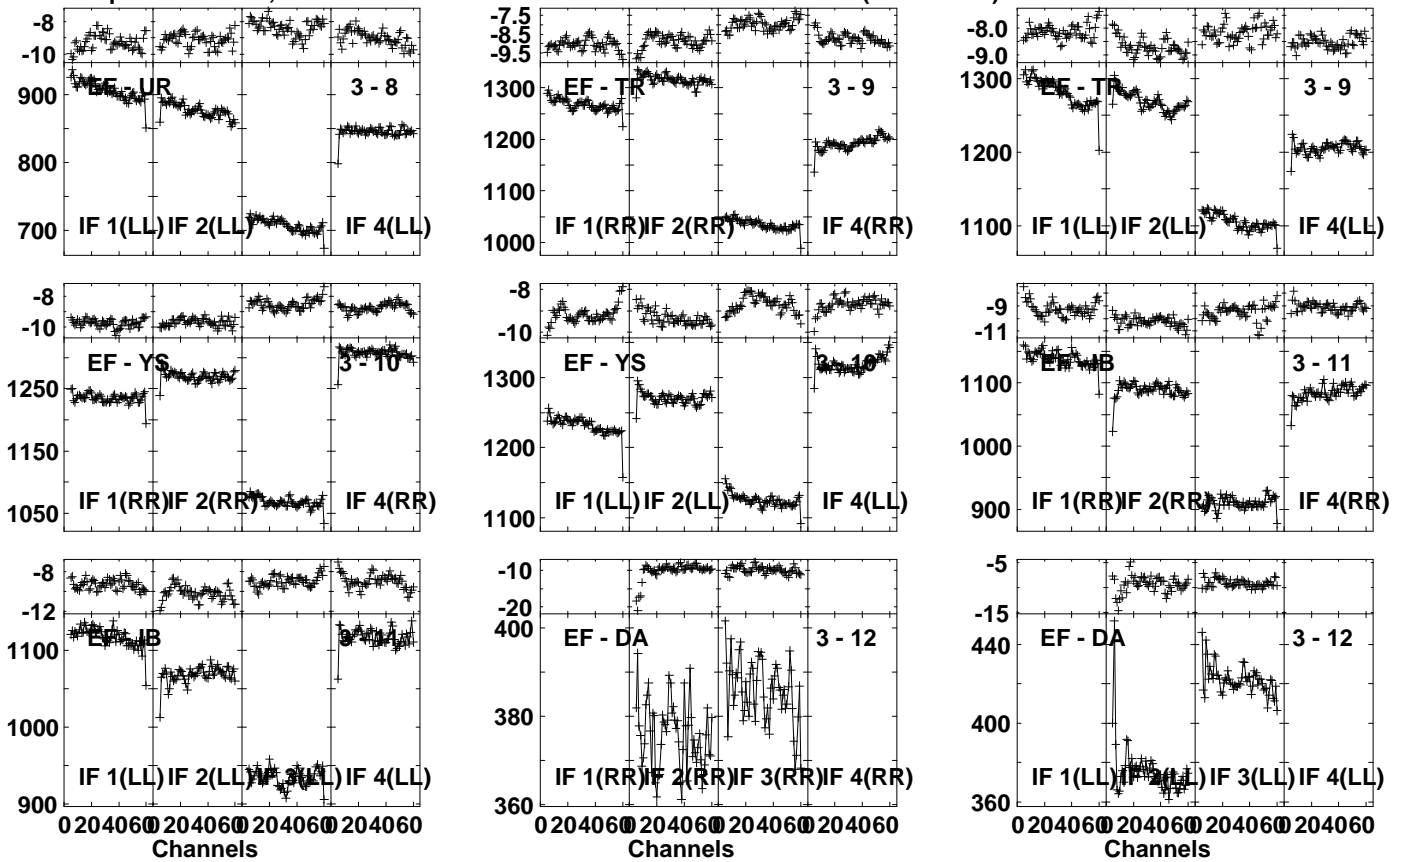 -8
-10
900
800
700
EF - UR
3 - 8
IF 1(LL)
IF 2(LL)
IF 4(LL)
-7.5
-8.5
-9.5
1300
1200
1100
1000
EF - TR
3 - 9
IF 1(RR)
IF 2(RR)
IF 4(RR)
-8.0
-9.0
1300
1200
1100
EF - TR
3 - 9
IF 1(LL)
IF 2(LL)
IF 4(LL)
-8
-10
1250
1150
1050
EF - YS
3 - 10
IF 1(RR)
IF 2(RR)
IF 4(RR)
-8
-10
1300
1200
1100
EF - YS
3 - 10
IF 1(LL)
IF 2(LL)
IF 4(LL)
-9
-11
1100
1000
900
EF - IB
3 - 11
IF 1(RR)
IF 2(RR)
IF 4(RR)
-8
-12
1100
1000
900
EF - IB
3 - 11
IF 1(LL)
IF 2(LL)
IF 3(LL)
IF 4(LL)
0 204060
0 204060
0 204060
0 204060
Channels
-10
-20
400
380
360
EF - DA
3 - 12
IF 1(RR)
IF 2(RR)
IF 3(RR)
IF 4(RR)
0 204060
0 204060
0 204060
0 204060
Channels
-5
-15
440
400
360
EF - DA
3 - 12
IF 1(LL)
IF 2(LL)
IF 3(LL)
IF 4(LL)
0 204060
0 204060
0 204060
0 204060
Channels